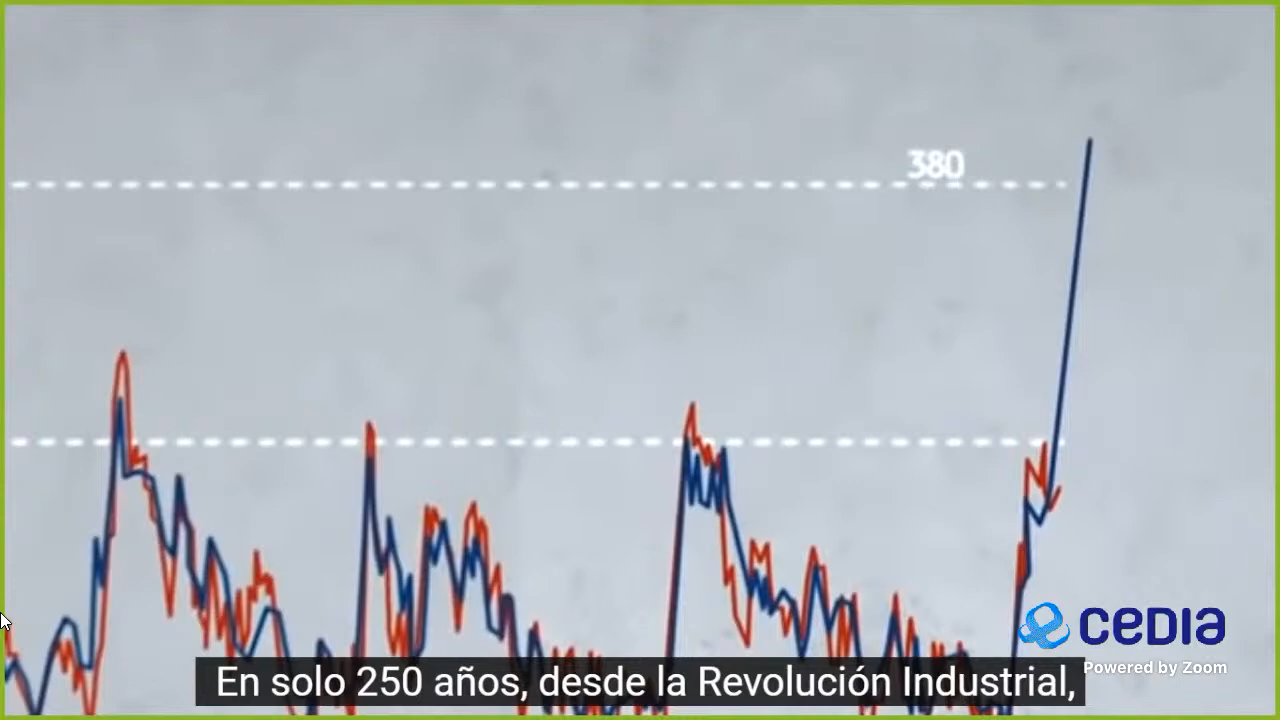 380
CEDIA
Powered by Zoom
En solo 250 años, desde la Revolución Industrial,